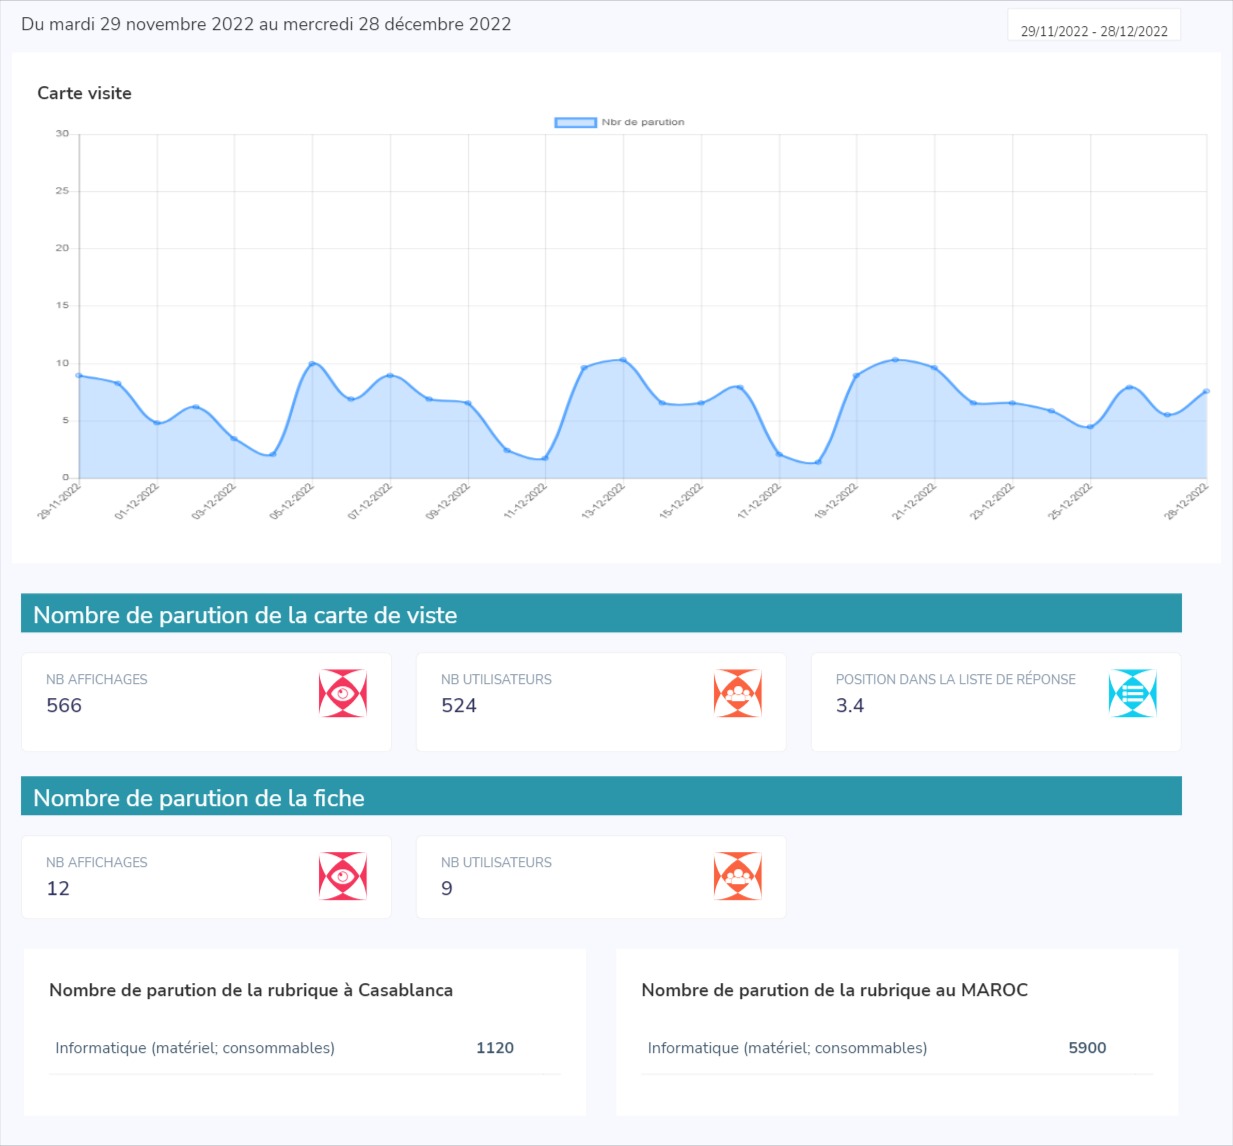 Du mardi 29 novembre 2022 au mercredi 28 décembre 2022
29/11/2022 - 28/12/2022
Carte visite
Nbr de parution
30
25
20
15
10
5
0
29-11-2022
01-12-2022
03-12-2022
05-12-2022
07-12-2022
09-12-2022
11-12-2022
13-12-2022
15-12-2022
17-12-2022
19-12-2022
21-12-2022
23-12-2022
25-12-2022
28-12-2022
Nombre de parution de la carte de viste
NB AFFICHAGES
566
NB UTILISATEURS
524
POSITION DANS LA LISTE DE RÉPONSE
3.4
Nombre de parution de la fiche
NB AFFICHAGES
12
NB UTILISATEURS
9
Nombre de parution de la rubrique à Casablanca
Informatique (matériel; consommables) 1120
Nombre de parution de la rubrique au MAROC
Informatique (matériel; consommables) 5900